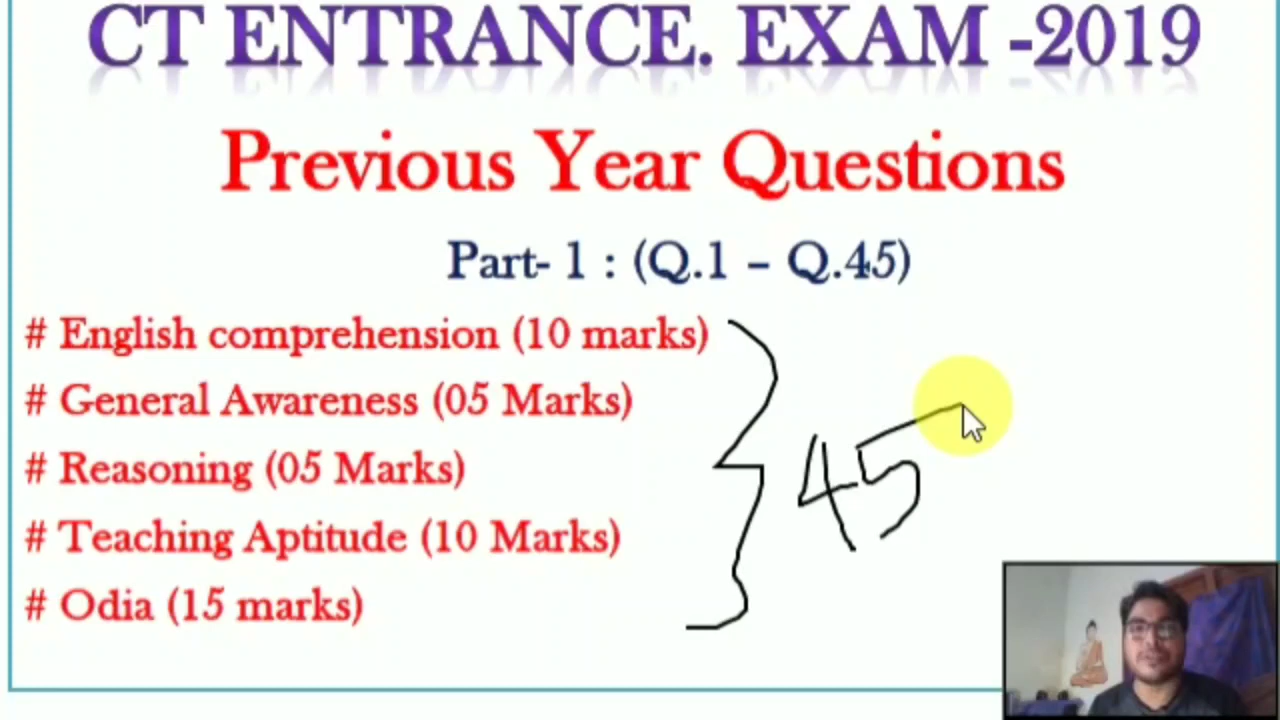 CT ENTRANCE. EXAM -2019
Previous Year Questions
Part- 1 : (Q.1 – Q.45)
# English comprehension (10 marks)
# General Awareness (05 Marks)
# Reasoning (05 Marks)
# Teaching Aptitude (10 Marks)
# Odia (15 marks)
45